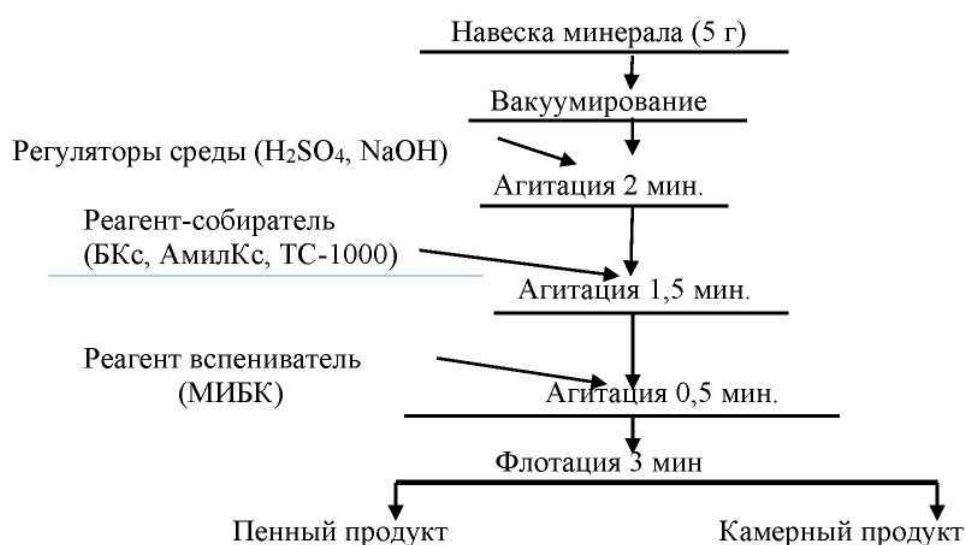 Навеска минерала (5 г)
Вакуумирование
Регуляторы среды (H₂SO₄, NaOH)
Агитация 2 мин.
Реагент-собиратель
(БКс, АмилКс, ТС-1000)
Агитация 1,5 мин.
Реагент вспениватель
(МИБК)
Агитация 0,5 мин.
Флотация 3 мин
Пенный продукт
Камерный продукт